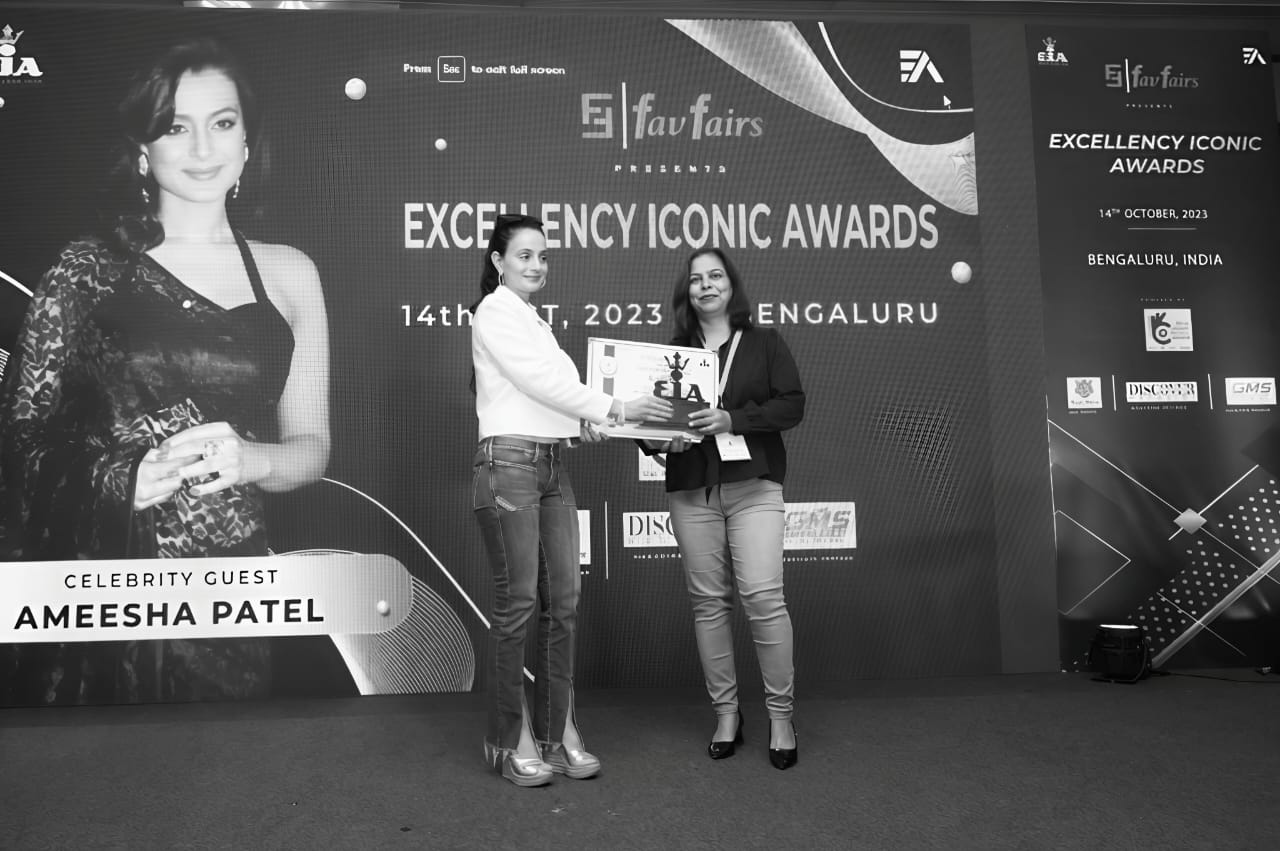 EIA
Press Esc to exit full screen
EA
fav fairs
PRESENTS
EXCELLENCY ICONIC AWARDS
14th OCT, 2023
BENGALURU
CELEBRITY GUEST
AMEESHA PATEL
EIA
DISC
GMS
EIA
EA
fav fairs
PRESENTS
EXCELLENCY ICONIC
AWARDS
14TH OCTOBER, 2023
BENGALURU, INDIA
DISCOVER
GMS